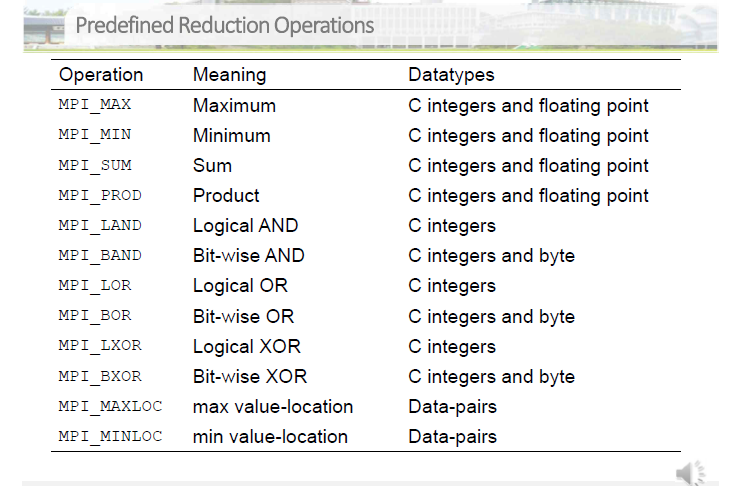 Predefined Reduction Operations
Operation Meaning Datatypes
MPI_MAX Maximum C integers and floating point
MPI_MIN Minimum C integers and floating point
MPI_SUM Sum C integers and floating point
MPI_PROD Product C integers and floating point
MPI_LAND Logical AND C integers
MPI_BAND Bit-wise AND C integers and byte
MPI_LOR Logical OR C integers
MPI_BOR Bit-wise OR C integers and byte
MPI_LXOR Logical XOR C integers
MPI_BXOR Bit-wise XOR C integers and byte
MPI_MAXLOC max value-location Data-pairs
MPI_MINLOC min value-location Data-pairs